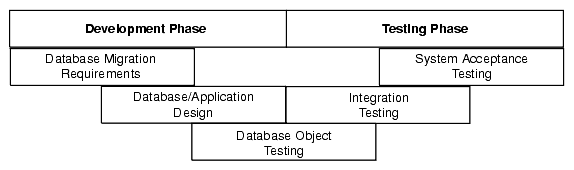 Development Phase
Testing Phase
Database Migration
Requirements
System Acceptance
Testing
Database/Application
Design
Integration
Testing
Database Object
Testing